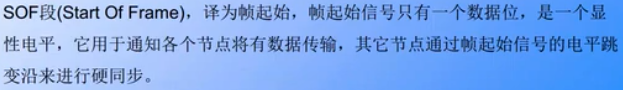 SOF段(Start Of Frame)，译为帧起始，帧起始信号只有一个数据位，是一个显
性电平，它用于通知各个节点将有数据传输，其它节点通过帧起始信号的电平跳
变沿来进行硬同步。